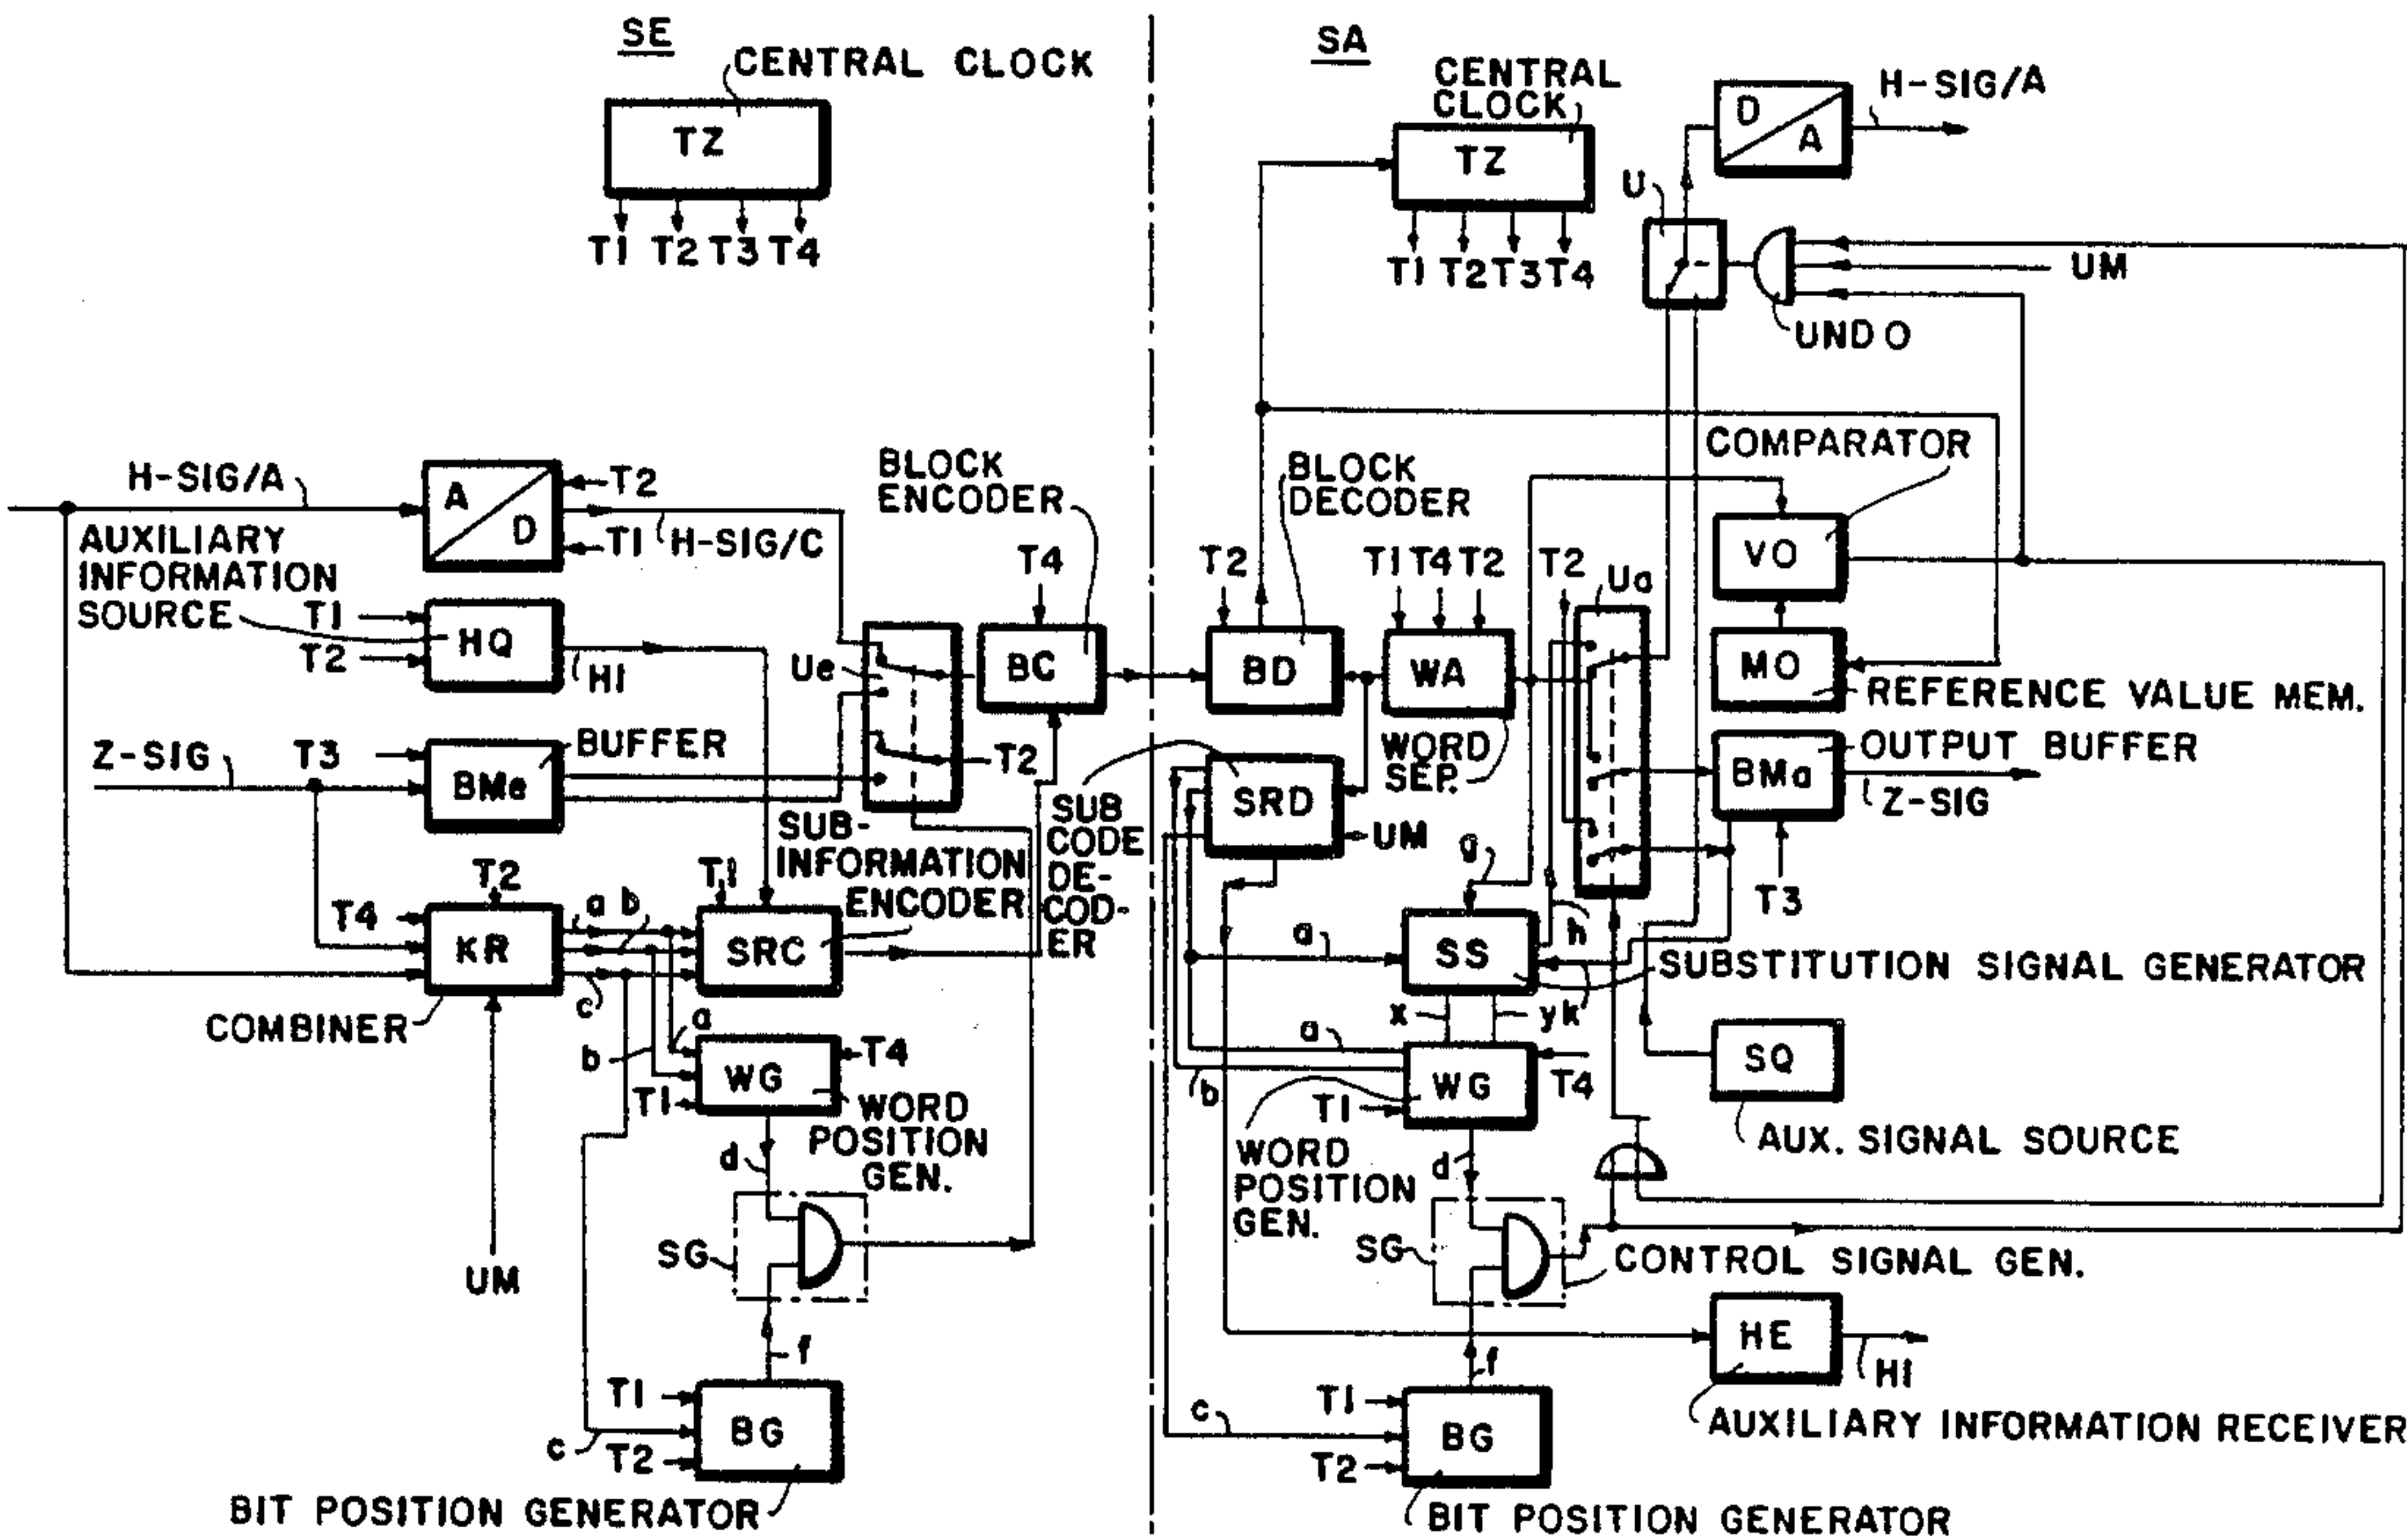 SE
CENTRAL CLOCK
TZ
T1 T2 T3 T4
H-SIG/A
A
D
T2
T1
H-SIG/C
AUXILIARY
INFORMATION
SOURCE
T1
T2
HQ
HI
Z-SIG
T3
BMe
BUFFER
Ue
T2
BLOCK
ENCODER
T4
BC
SUB-
INFORMATION
ENCODER
T2
T4
KR
a b
c
T1
SRC
COMBINER
UM
a
b
T1
WG
T4
WORD
POSITION
GEN.
d
SG
f
T1
c
T2
BG
BIT POSITION GENERATOR
SA
CENTRAL
CLOCK
TZ
T1 T2 T3 T4
D
A
H-SIG/A
U
UM
UNDO
COMPARATOR
BLOCK
DECODER
T2
BD
T1 T4 T2
WA
WORD
SEP.
T2
Ua
VO
MO
REFERENCE VALUE MEM.
OUTPUT BUFFER
BMa
Z-SIG
T3
SUB
CODE
DE-
COD-
ER
SRD
UM
g
h
a
SS
SUBSTITUTION SIGNAL GENERATOR
x
yk
a
b
T1
WG
T4
WORD
POSITION
GEN.
SQ
AUX. SIGNAL SOURCE
d
SG
CONTROL SIGNAL GEN.
HE
HI
AUXILIARY INFORMATION RECEIVER
f
T1
c
T2
BG
BIT POSITION GENERATOR